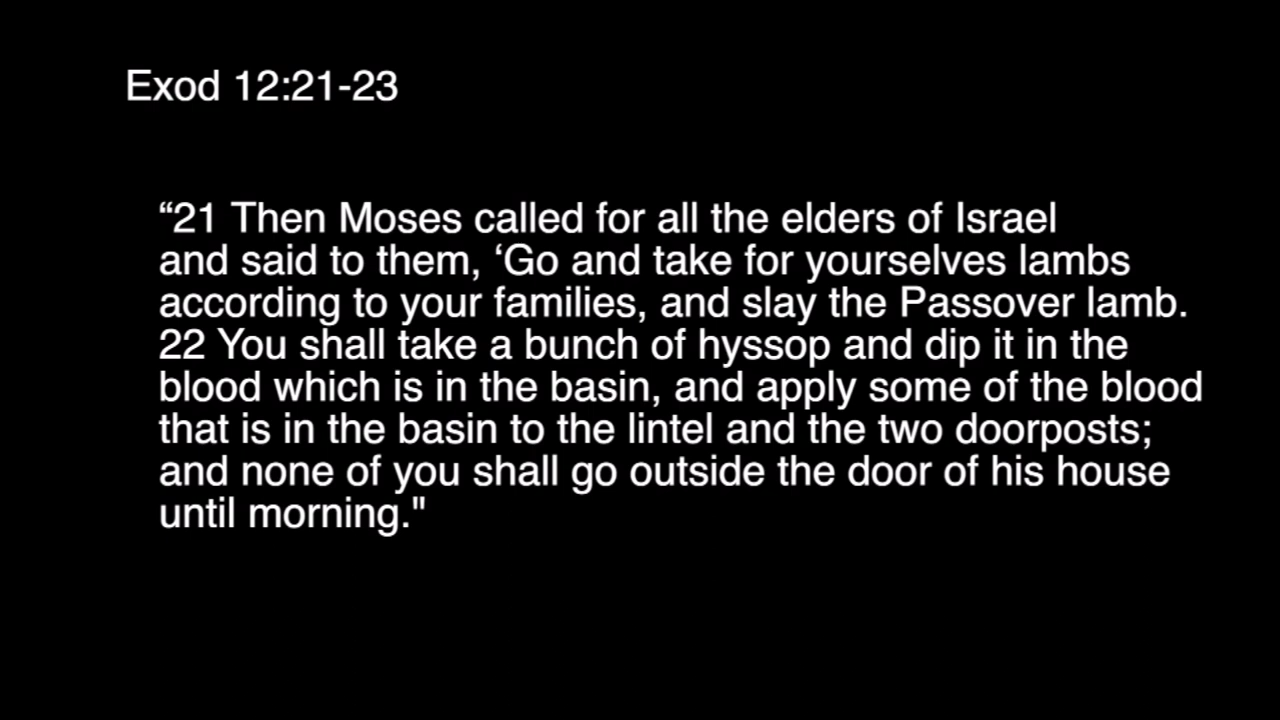 Exod 12:21-23
“21 Then Moses called for all the elders of Israel
and said to them, ‘Go and take for yourselves lambs
according to your families, and slay the Passover lamb.
22 You shall take a bunch of hyssop and dip it in the
blood which is in the basin, and apply some of the blood
that is in the basin to the lintel and the two doorposts;
and none of you shall go outside the door of his house
until morning."